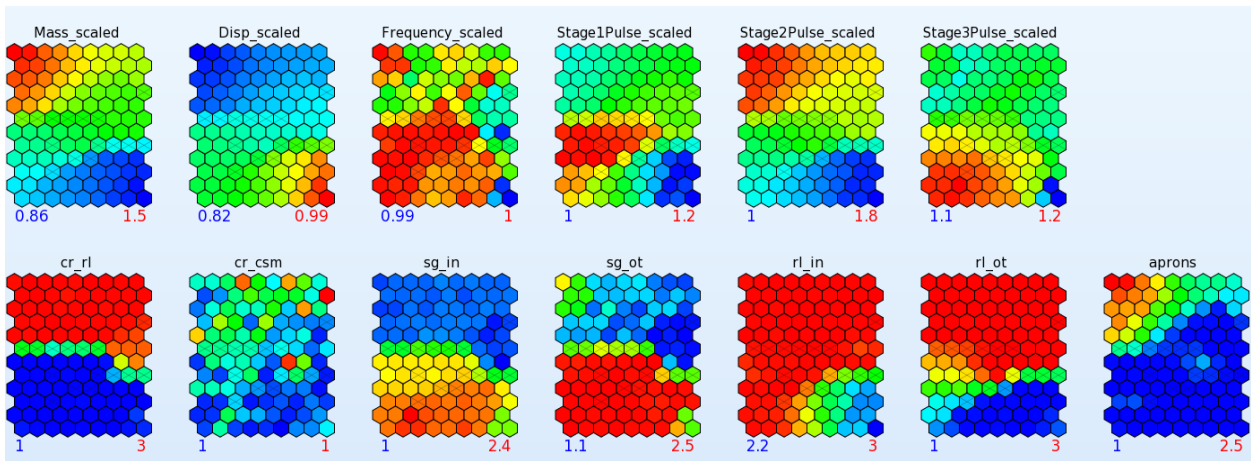 Mass_scaled Disp_scaled Frequency_scaled Stage1Pulse_scaled Stage2Pulse_scaled Stage3Pulse_scaled
0.86 1.5 0.82 0.99 0.99 1 1 1.2 1 1.8 1.1 1.2
cr_rl cr_csm sg_in sg_ot rl_in rl_ot aprons
1 3 1 1 1 2.4 1.1 2.5 2.2 3 1 3 1 2.5